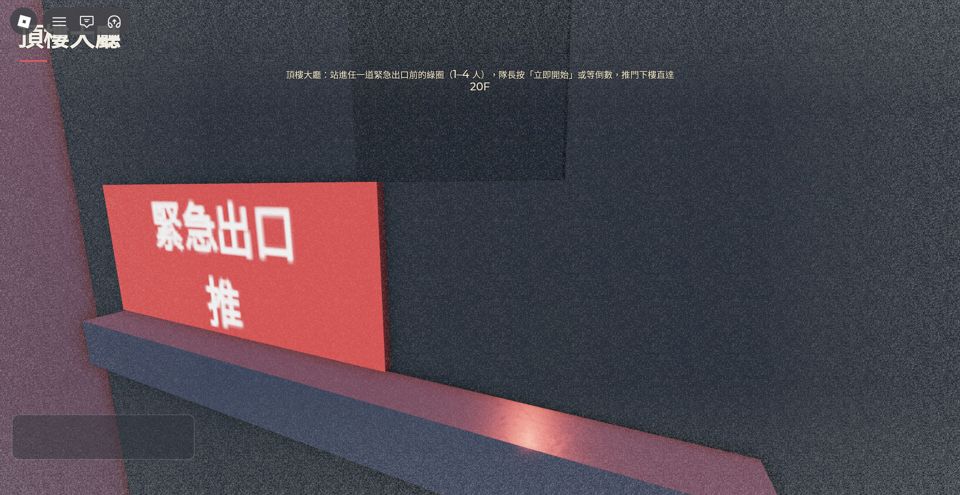 頂樓大廳
頂樓大廳：站進任一道緊急出口前的綠圈（1–4 人），隊長按「立即開始」或等倒數，推門下樓直達
20F
緊急出口
推